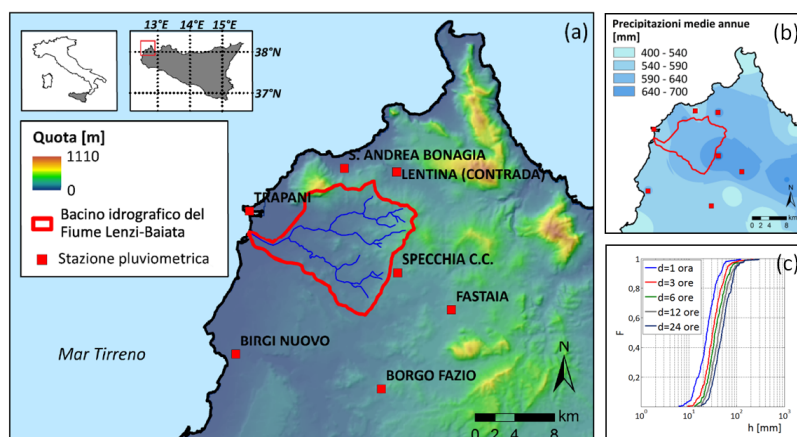 13°E 14°E 15°E
38°N
37°N
(a)
Quota [m]
1110
0
Bacino idrografico del
Fiume Lenzi-Baiata
Stazione pluviometrica
S. ANDREA BONAGIA
LENTINA (CONTRADA)
TRAPANI
SPECCHIA C.C.
FASTAIA
BIRGI NUOVO
BORGO FAZIO
Mar Tirreno
N
km
0 2 4 8
(b)
Precipitazioni medie annue
[mm]
400 - 540
540 - 590
590 - 640
640 - 700
N
km
0 2 4 8
(c)
d=1 ora
d=3 ore
d=6 ore
d=12 ore
d=24 ore
1
0,8
0,6
0,4
0,2
F
10⁰ 10¹ 10² 10³
h [mm]